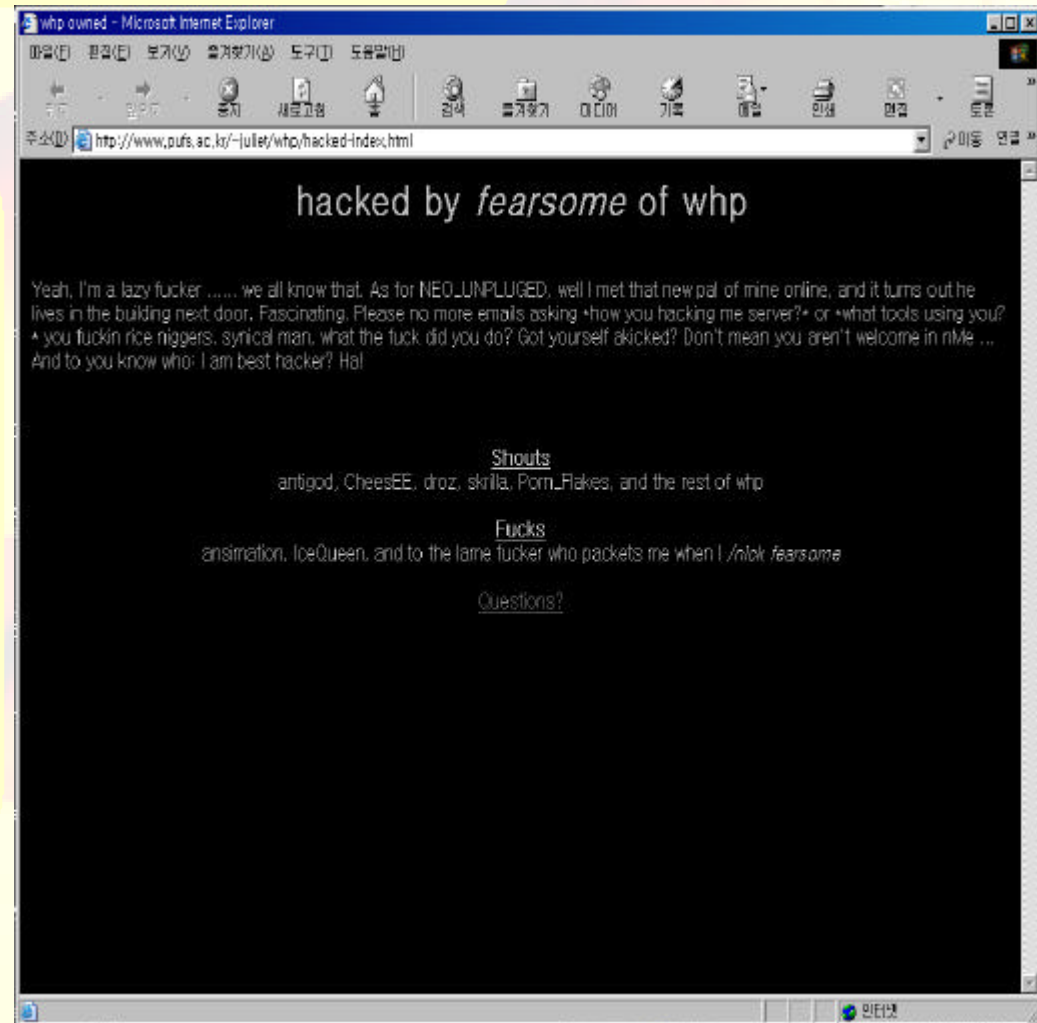 whp owned - Microsoft Internet Explorer
파일(F) 편집(E) 보기(V) 즐겨찾기(A) 도구(T) 도움말(H)
뒤로 앞으로 중지 새로고침 홈 검색 즐겨찾기 미디어 기록 메일 인쇄 편집 토론
주소(D) http://www.pufs.ac.kr/~juliet/whp/hacked-index.html 이동 연결 »
hacked by fearsome of whp
Yeah, I'm a lazy fucker ...... we all know that. As for NEO_UNPLUGED, well I met that new pal of mine online, and it turns out he
lives in the building next door. Fascinating. Please no more emails asking *how you hacking me server?* or *what tools using you?
* you fuckin rice niggers. synical man, what the fuck did you do? Got yourself akicked? Don't mean you aren't welcome in nMe ...
And to you know who: I am best hacker? Ha!
Shouts
antigod, CheesEE, droz, skrilla, Porn_Flakes, and the rest of whp
Fucks
ansimation, IceQueen, and to the lame fucker who packets me when I /nick fearsome
Questions?
인터넷